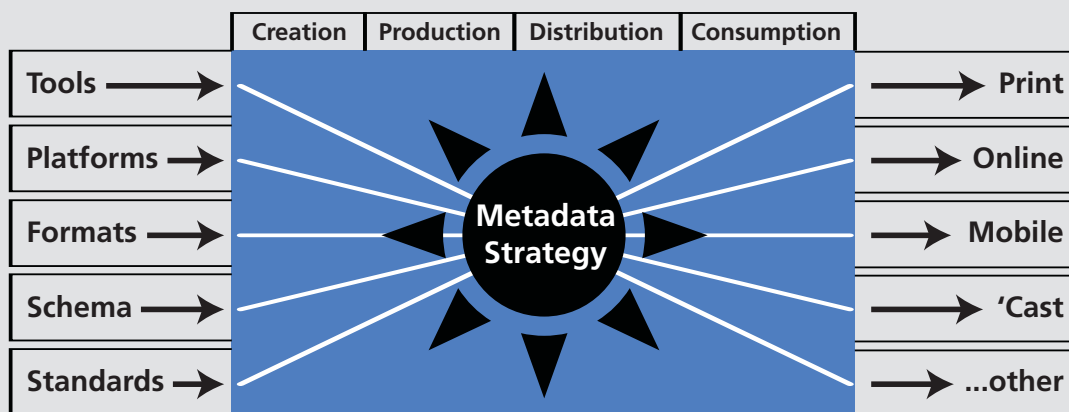 Creation Production Distribution Consumption
Tools
Platforms
Formats
Schema
Standards
Metadata
Strategy
Print
Online
Mobile
‘Cast
...other